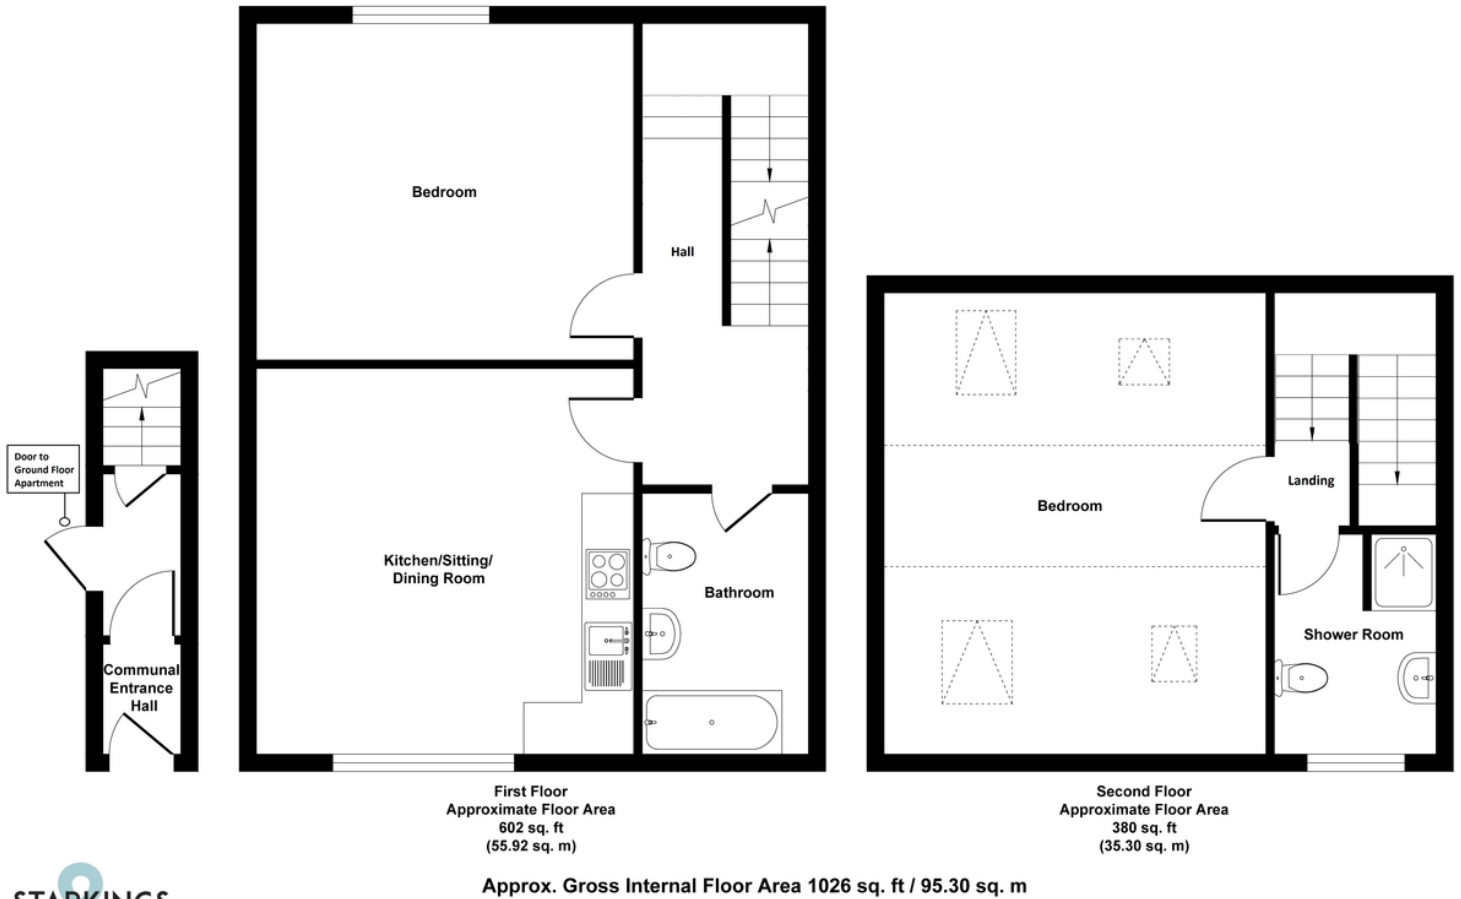 Bedroom
Hall
Door to
Ground Floor
Apartment
Kitchen/Sitting/
Dining Room
Bathroom
Communal
Entrance
Hall
Bedroom
Landing
Shower Room
First Floor
Approximate Floor Area
602 sq. ft
(55.92 sq. m)
Second Floor
Approximate Floor Area
380 sq. ft
(35.30 sq. m)
STARKINGS
Approx. Gross Internal Floor Area 1026 sq. ft / 95.30 sq. m